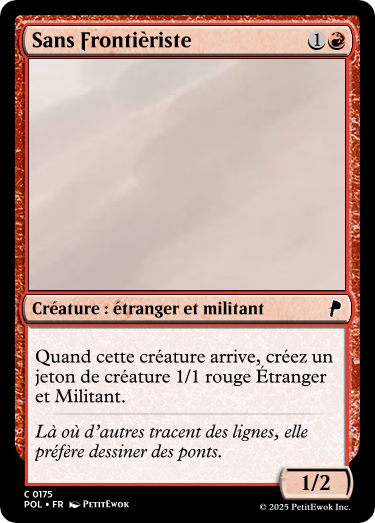 Sans Frontièriste 1
Créature : étranger et militant
Quand cette créature arrive, créez un
jeton de créature 1/1 rouge Étranger
et Militant.
Là où d'autres tracent des lignes, elle
préfère dessiner des ponts.
1/2
C 0175
POL • FR PetitEwok
© 2025 PetitEwok Inc.